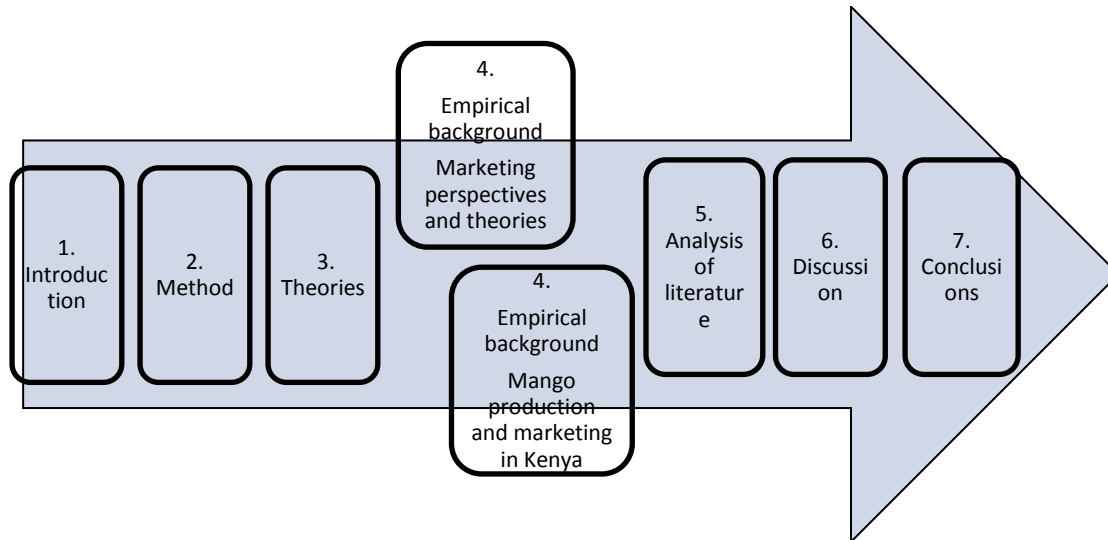 1.
Introduc
tion
2.
Method
3.
Theories
4.
Empirical
background
Marketing
perspectives
and theories
4.
Empirical
background
Mango
production
and marketing
in Kenya
5.
Analysis
of
literatur
e
6.
Discussi
on
7.
Conclusi
ons